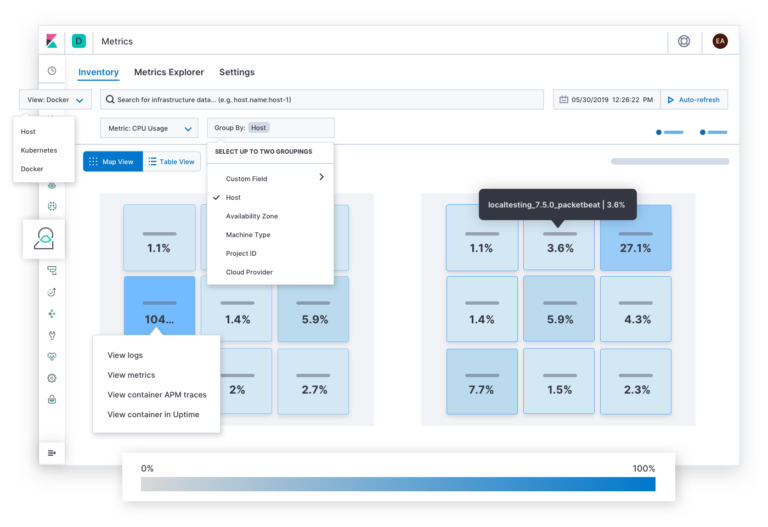 D Metrics EA
Inventory Metrics Explorer Settings
View: Docker
Search for infrastructure data... (e.g. host.name:host-1)
05/30/2019 12:26:22 PM
Auto-refresh
Host
Kubernetes
Docker
Metric: CPU Usage
Group By: Host
SELECT UP TO TWO GROUPINGS
Custom Field
Host
Availability Zone
Machine Type
Project ID
Cloud Provider
Map View
Table View
localtesting_7.5.0_packetbeat | 3.6%
1.1%
104...
1.4%
5.9%
2%
2.7%
View logs
View metrics
View container APM traces
View container in Uptime
1.1%
3.6%
27.1%
1.4%
5.9%
4.3%
7.7%
1.5%
2.3%
0% 100%